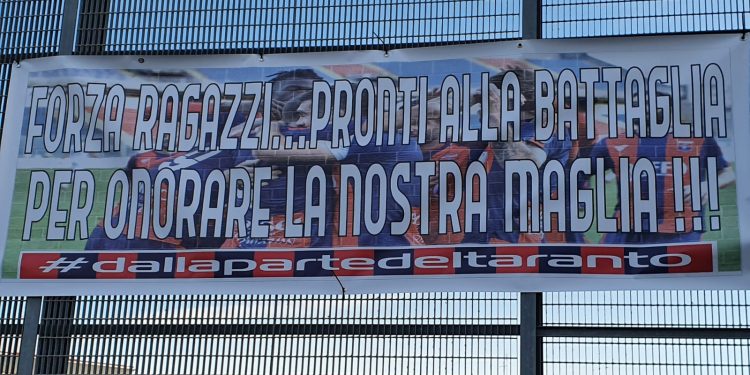 FORZA RAGAZZI...PRONTI ALLA BATTAGLIA
PER ONORARE LA NOSTRA MAGLIA !!!
#dallapartedeltaranto